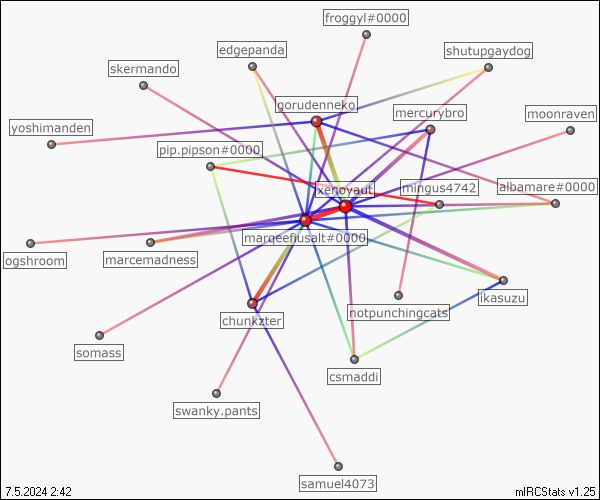 froggyl#0000
edgepanda
shutupgaydog
skermando
gorudenneko
mercurybro
moonraven
yoshimanden
pip.pipson#0000
xenoyaut
mingus4742
albamare#0000
marqeefiusalt#0000
ogshroom
marcemadness
ikasuzu
notpunchingcats
chunkzter
somass
csmaddi
swanky.pants
samuel4073
7.5.2024 2:42
mIRCStats v1.25